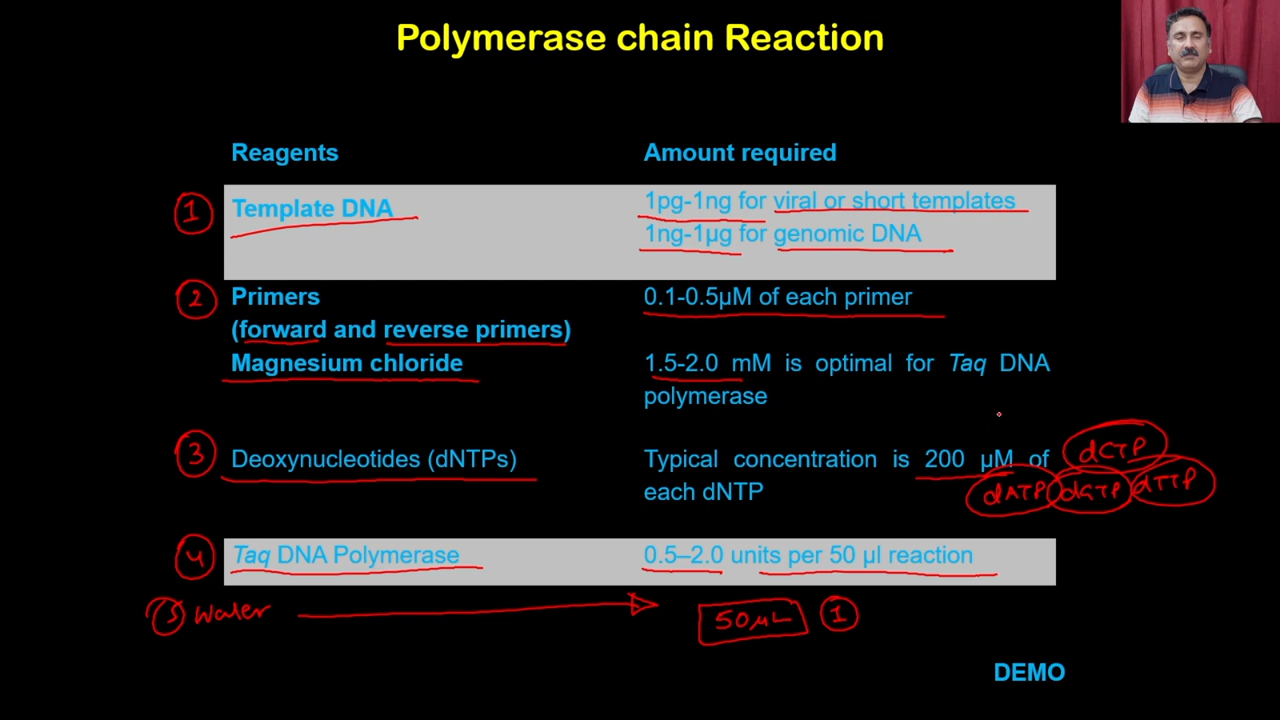 Polymerase chain Reaction
Reagents Amount required
1 Template DNA 1pg-1ng for viral or short templates
1ng-1µg for genomic DNA
2 Primers 0.1-0.5µM of each primer
(forward and reverse primers)
Magnesium chloride 1.5-2.0 mM is optimal for Taq DNA
polymerase
dCTP
3 Deoxynucleotides (dNTPs) Typical concentration is 200 µM of
each dNTP dATP dGTP dTTP
4 Taq DNA Polymerase 0.5–2.0 units per 50 µl reaction
5 Water 50µL 1
DEMO